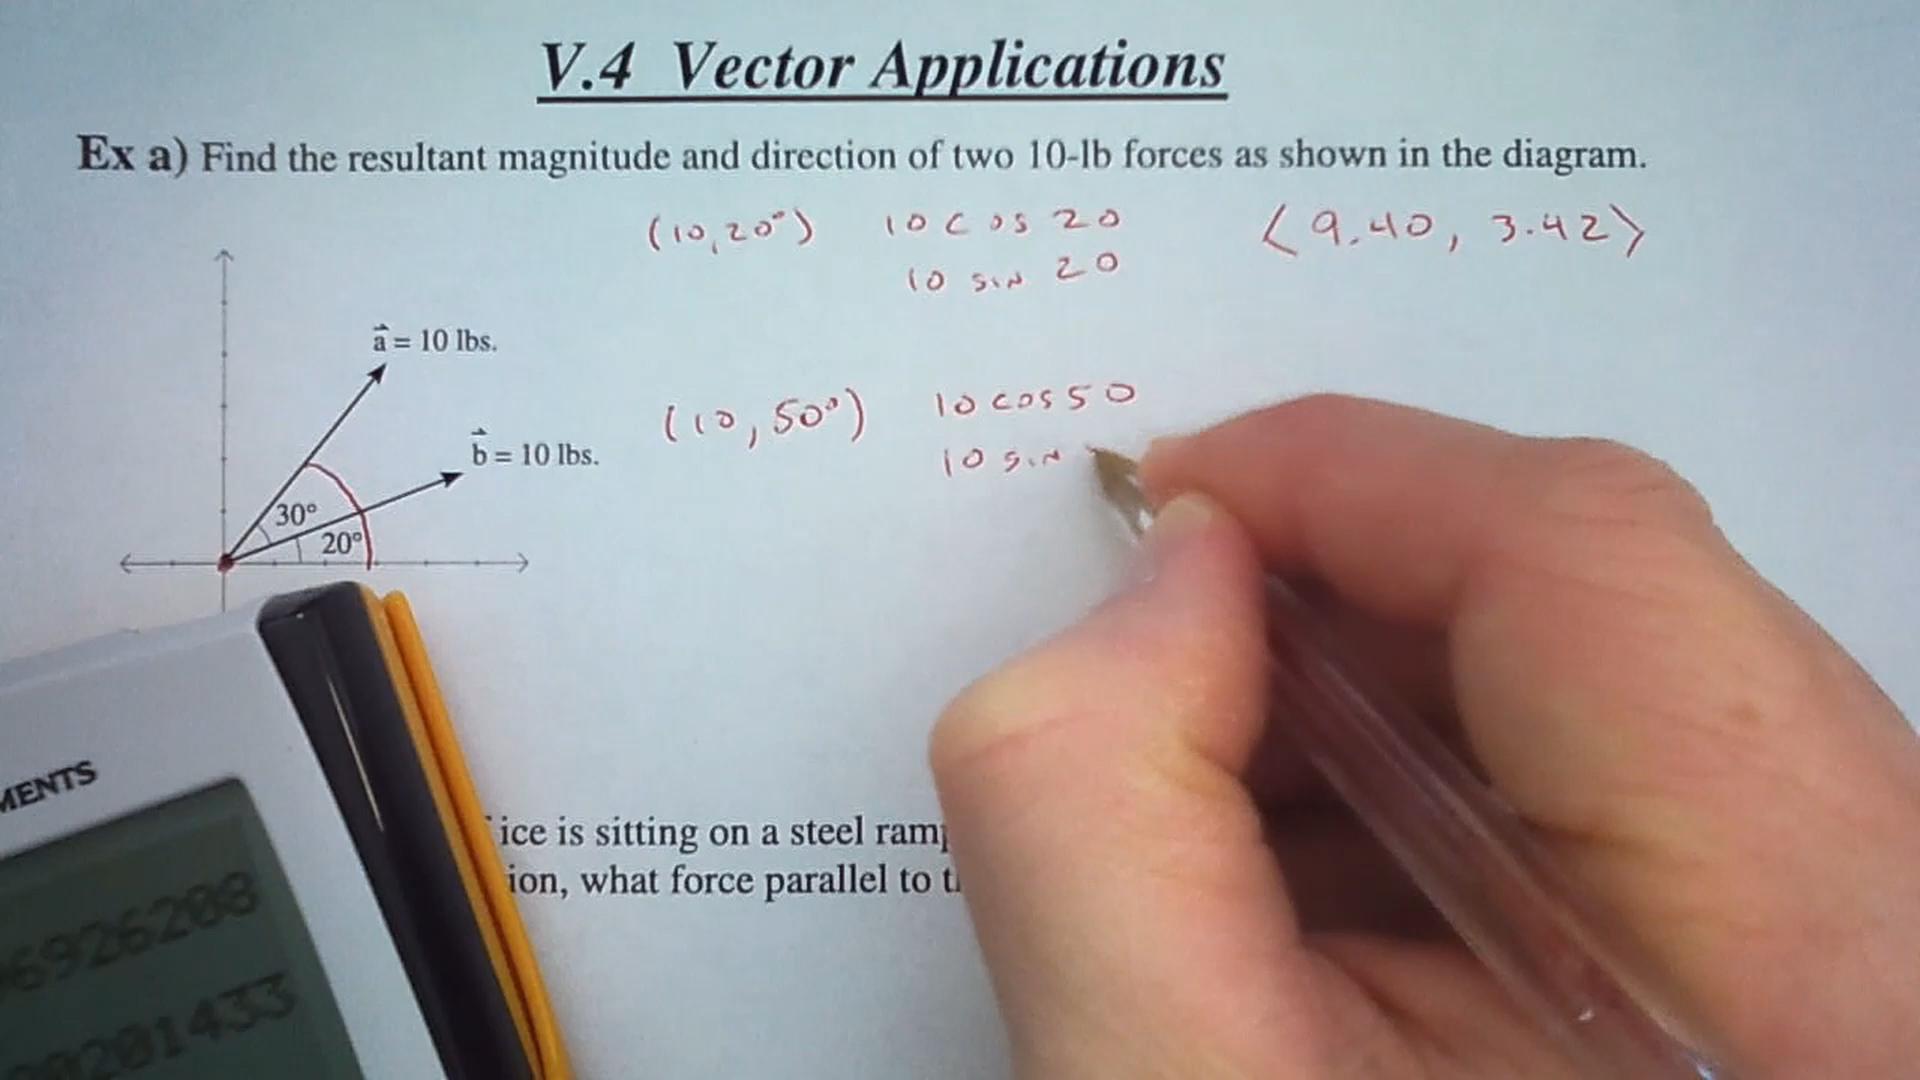 V.4 Vector Applications
Ex a) Find the resultant magnitude and direction of two 10-lb forces as shown in the diagram.
(10,20°) 10 cos 20 ⟨9.40, 3.42⟩
10 sin 20
a = 10 lbs.
(10, 50°) 10 cos 50
b = 10 lbs.
10 sin
30°
20°
ice is sitting on a steel
ion, what force parallel to
6926208
201433